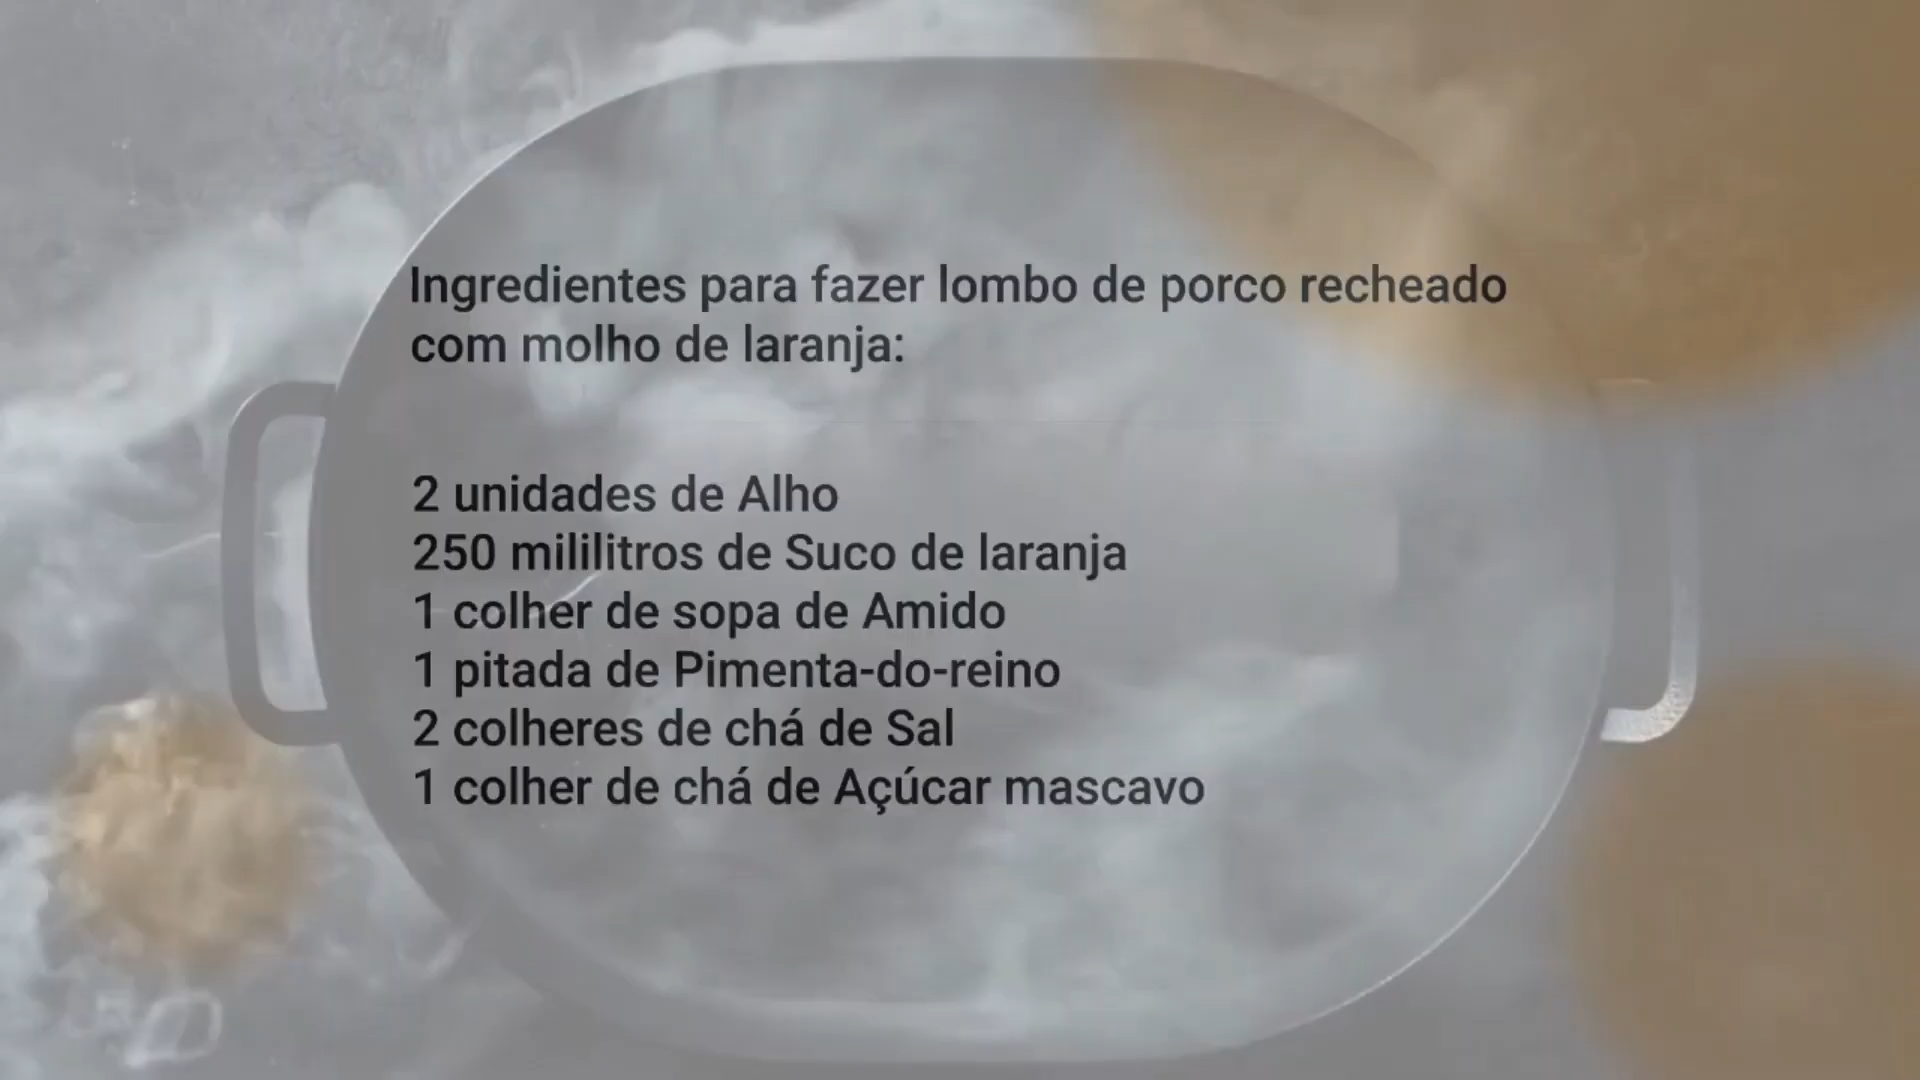 Ingredientes para fazer lombo de porco recheado
com molho de laranja:
2 unidades de Alho
250 mililitros de Suco de laranja
1 colher de sopa de Amido
1 pitada de Pimenta-do-reino
2 colheres de chá de Sal
1 colher de chá de Açúcar mascavo